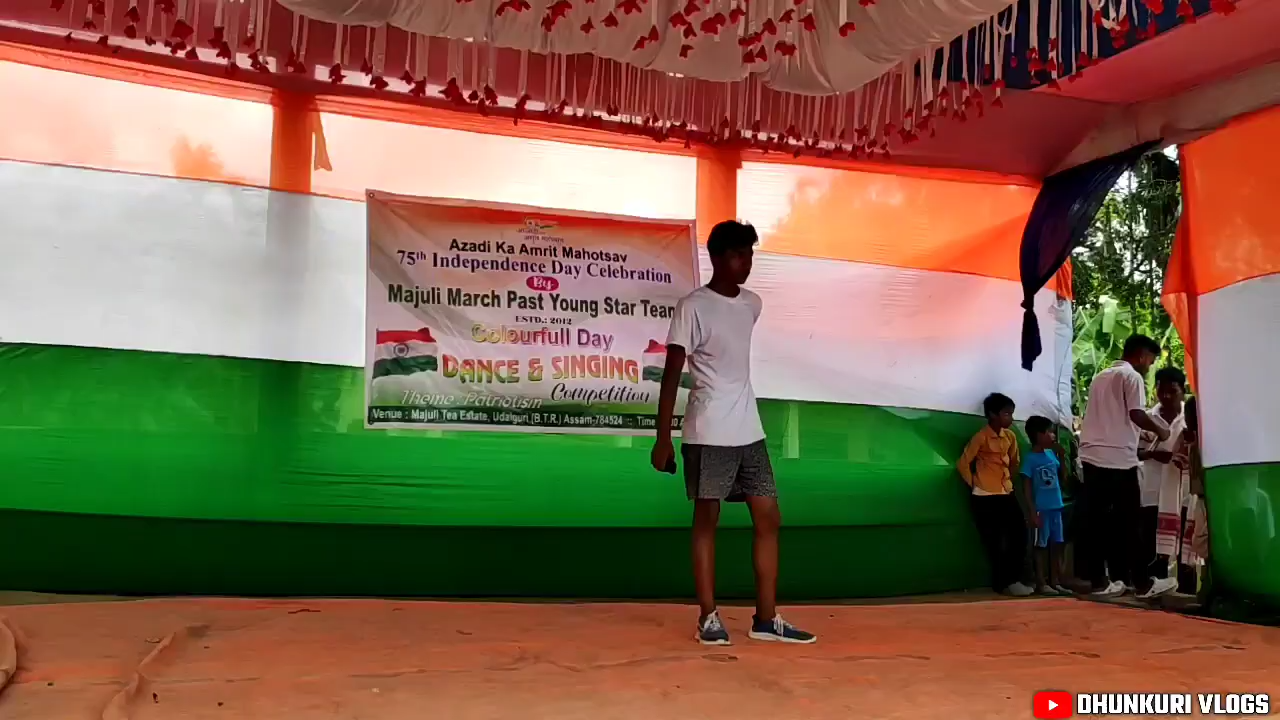 Azadi Ka Amrit Mahotsav
75th Independence Day Celebration
By
Majuli March Past Young Star Team
ESTD.: 2012
Colourfull Day
DANCE & SINGING
Competition
Theme : Patriotism
Venue : Majuli Tea Estate, Udalguri (B.T.R.) Assam-784524 :: Time
DHUNKURI VLOGS